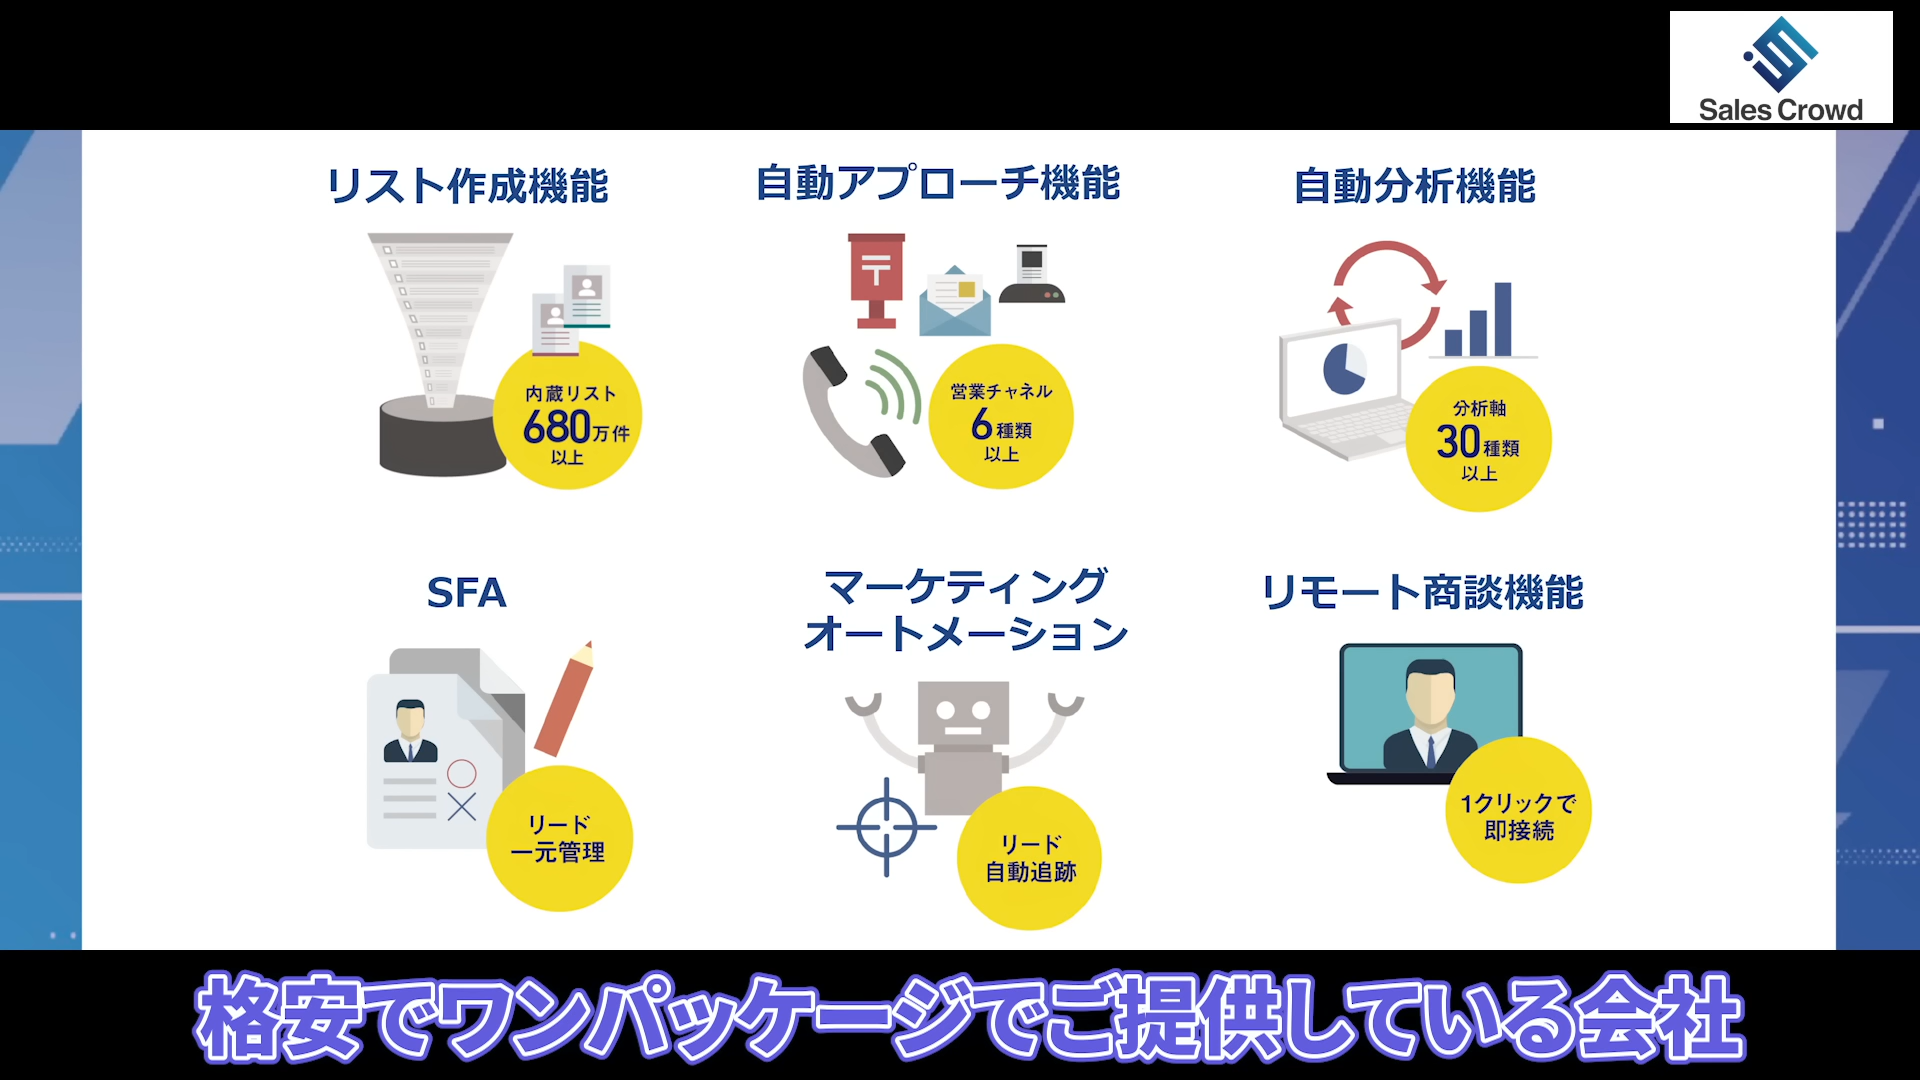 Sales Crowd
リスト作成機能
内蔵リスト
680万件
以上
自動アプローチ機能
〒
営業チャネル
6種類
以上
自動分析機能
分析軸
30種類
以上
SFA
リード
一元管理
マーケティング
オートメーション
リード
自動追跡
リモート商談機能
1クリックで
即接続
格安でワンパッケージでご提供している会社